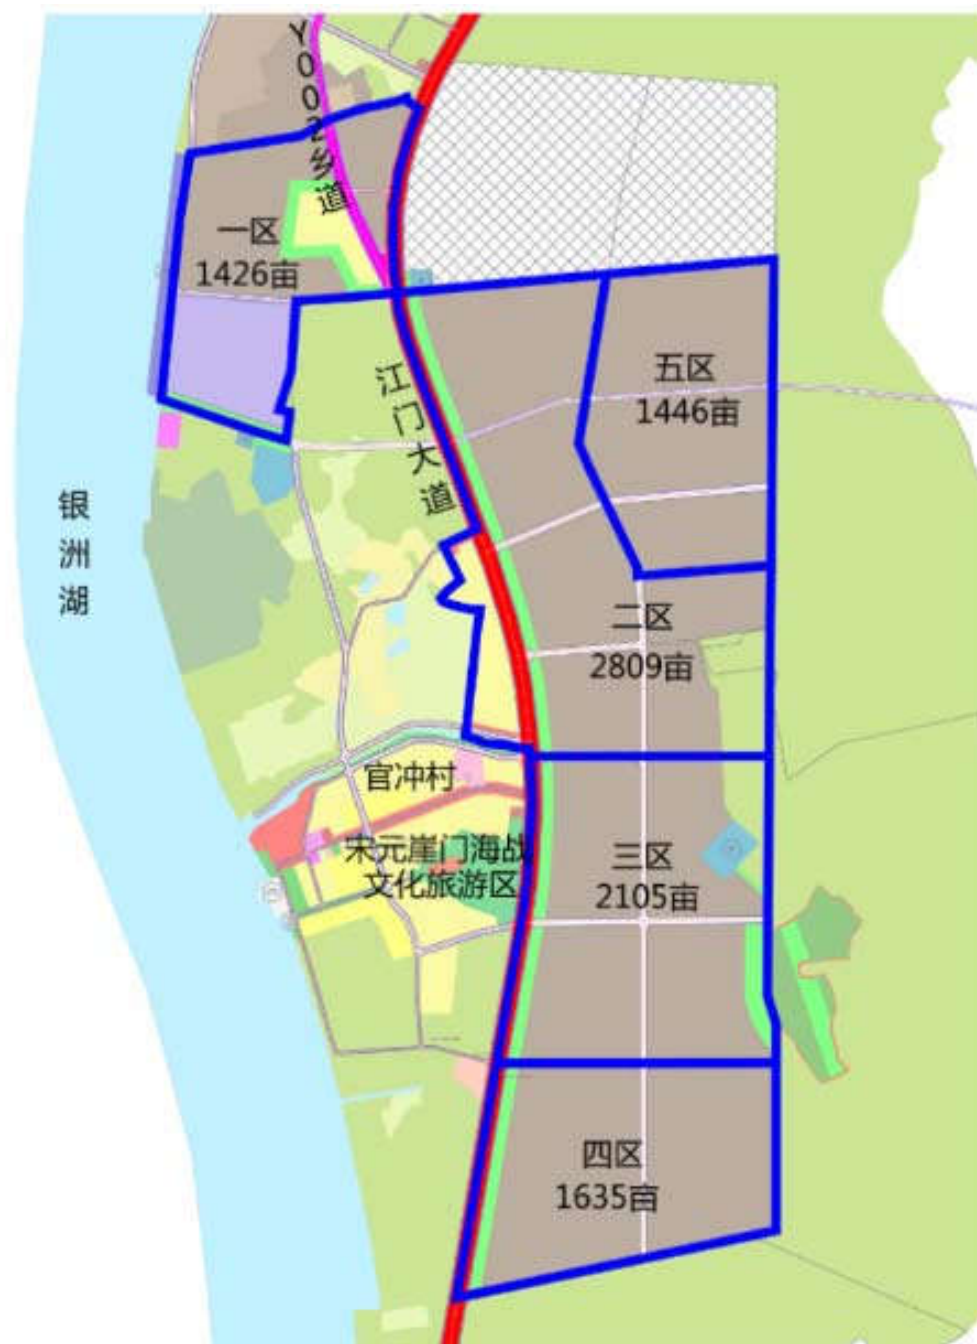 Y002乡道
一区
1426亩
江门大道
五区
1446亩
银洲湖
二区
2809亩
官冲村
宋元崖门海战
文化旅游区
三区
2105亩
四区
1635亩